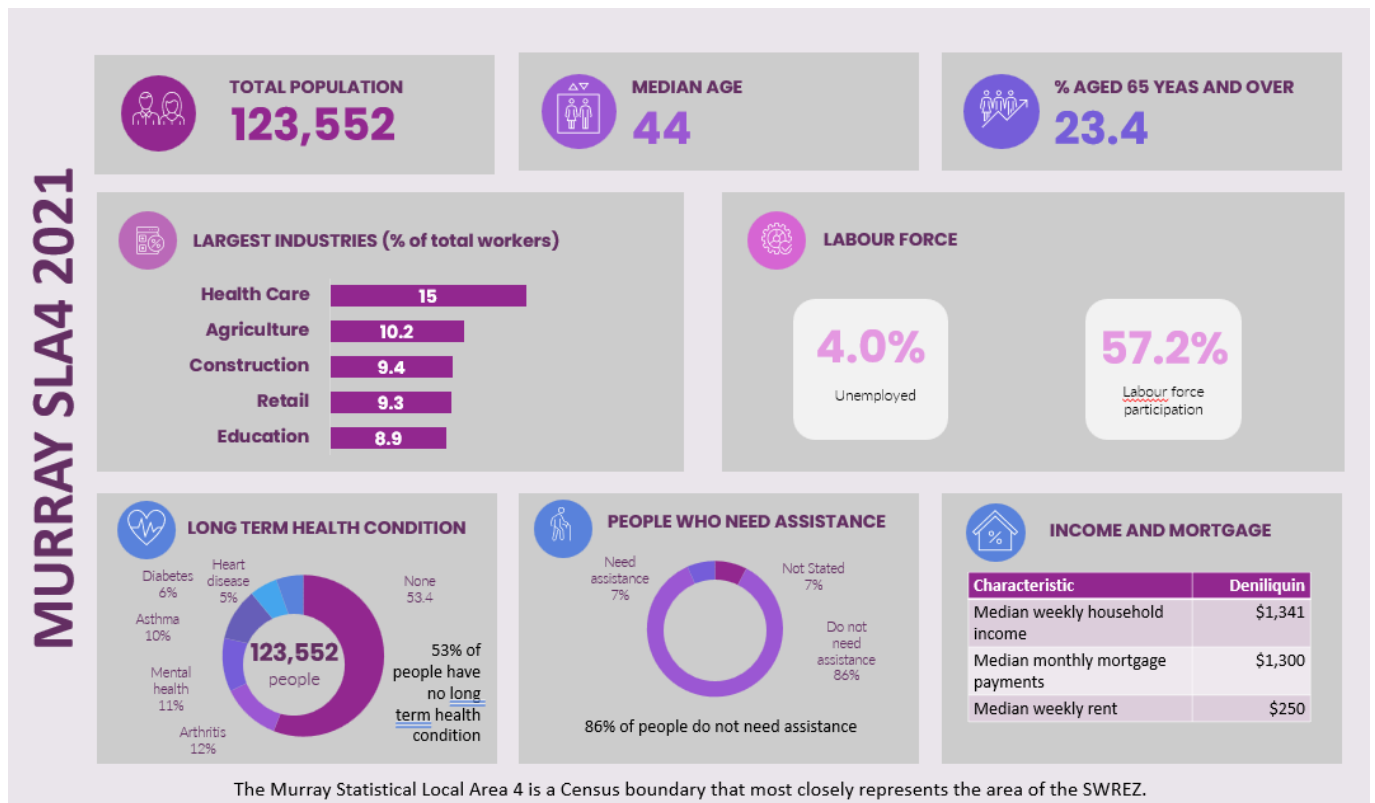 MURRAY SLA4 2021
TOTAL POPULATION
123,552
MEDIAN AGE
44
% AGED 65 YEAS AND OVER
23.4
LARGEST INDUSTRIES (% of total workers)
Health Care 15
Agriculture 10.2
Construction 9.4
Retail 9.3
Education 8.9
LABOUR FORCE
4.0%
Unemployed
57.2%
Labour force
participation
LONG TERM HEALTH CONDITION
Heart
disease
5%
Diabetes
6%
Asthma
10%
Mental
health
11%
Arthritis
12%
None
53.4
123,552
people
53% of
people have
no long
term health
condition
PEOPLE WHO NEED ASSISTANCE
Need
assistance
7%
Not Stated
7%
Do not
need
assistance
86%
86% of people do not need assistance
INCOME AND MORTGAGE
Characteristic Deniliquin
Median weekly household $1,341
income
Median monthly mortgage $1,300
payments
Median weekly rent $250
The Murray Statistical Local Area 4 is a Census boundary that most closely represents the area of the SWREZ.